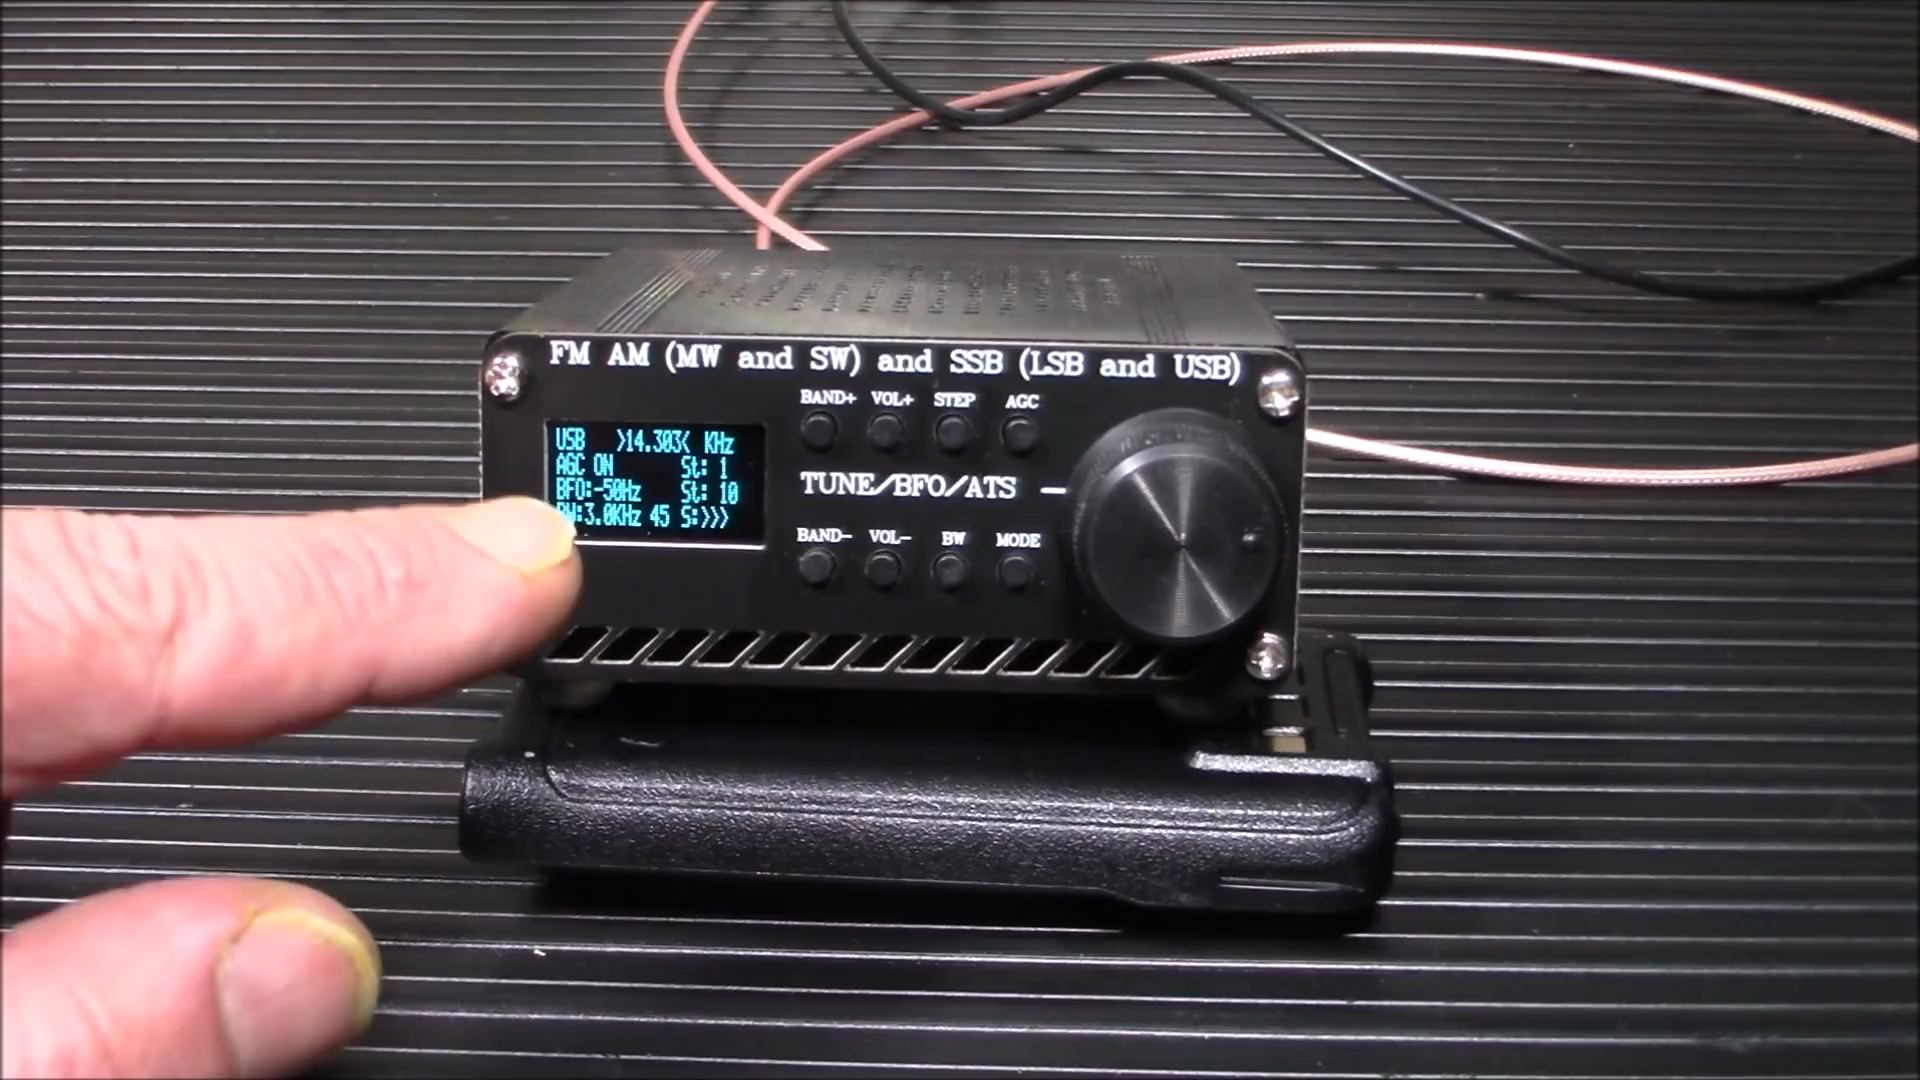 FM AM (MW and SW) and SSB (LSB and USB)
BAND+ VOL+ STEP AGC
USB >14.303< KHz
AGC ON St: 1
BFO:-50Hz St: 10
BW:3.0KHz 45 S:>>>
TUNE/BFO/ATS
BAND- VOL- BW MODE